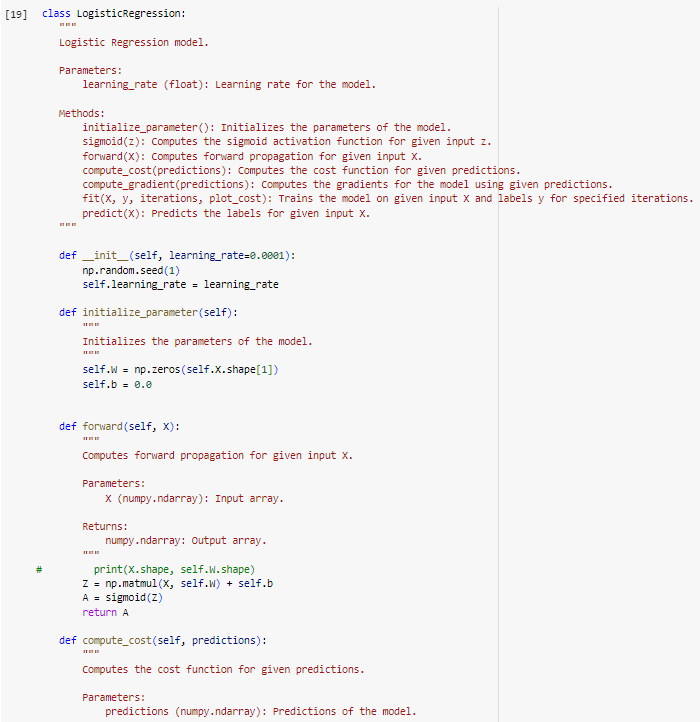 [19] class LogisticRegression:
"""
Logistic Regression model.
Parameters:
learning_rate (float): Learning rate for the model.
Methods:
initialize_parameter(): Initializes the parameters of the model.
sigmoid(z): Computes the sigmoid activation function for given input z.
forward(X): Computes forward propagation for given input X.
compute_cost(predictions): Computes the cost function for given predictions.
compute_gradient(predictions): Computes the gradients for the model using given predictions.
fit(X, y, iterations, plot_cost): Trains the model on given input X and labels y for specified iterations.
predict(X): Predicts the labels for given input X.
"""
def __init__(self, learning_rate=0.0001):
np.random.seed(1)
self.learning_rate = learning_rate
def initialize_parameter(self):
"""
Initializes the parameters of the model.
"""
self.W = np.zeros(self.X.shape[1])
self.b = 0.0
def forward(self, X):
"""
Computes forward propagation for given input X.
Parameters:
X (numpy.ndarray): Input array.
Returns:
numpy.ndarray: Output array.
"""
# print(X.shape, self.W.shape)
Z = np.matmul(X, self.W) + self.b
A = sigmoid(Z)
return A
def compute_cost(self, predictions):
"""
Computes the cost function for given predictions.
Parameters:
predictions (numpy.ndarray): Predictions of the model.